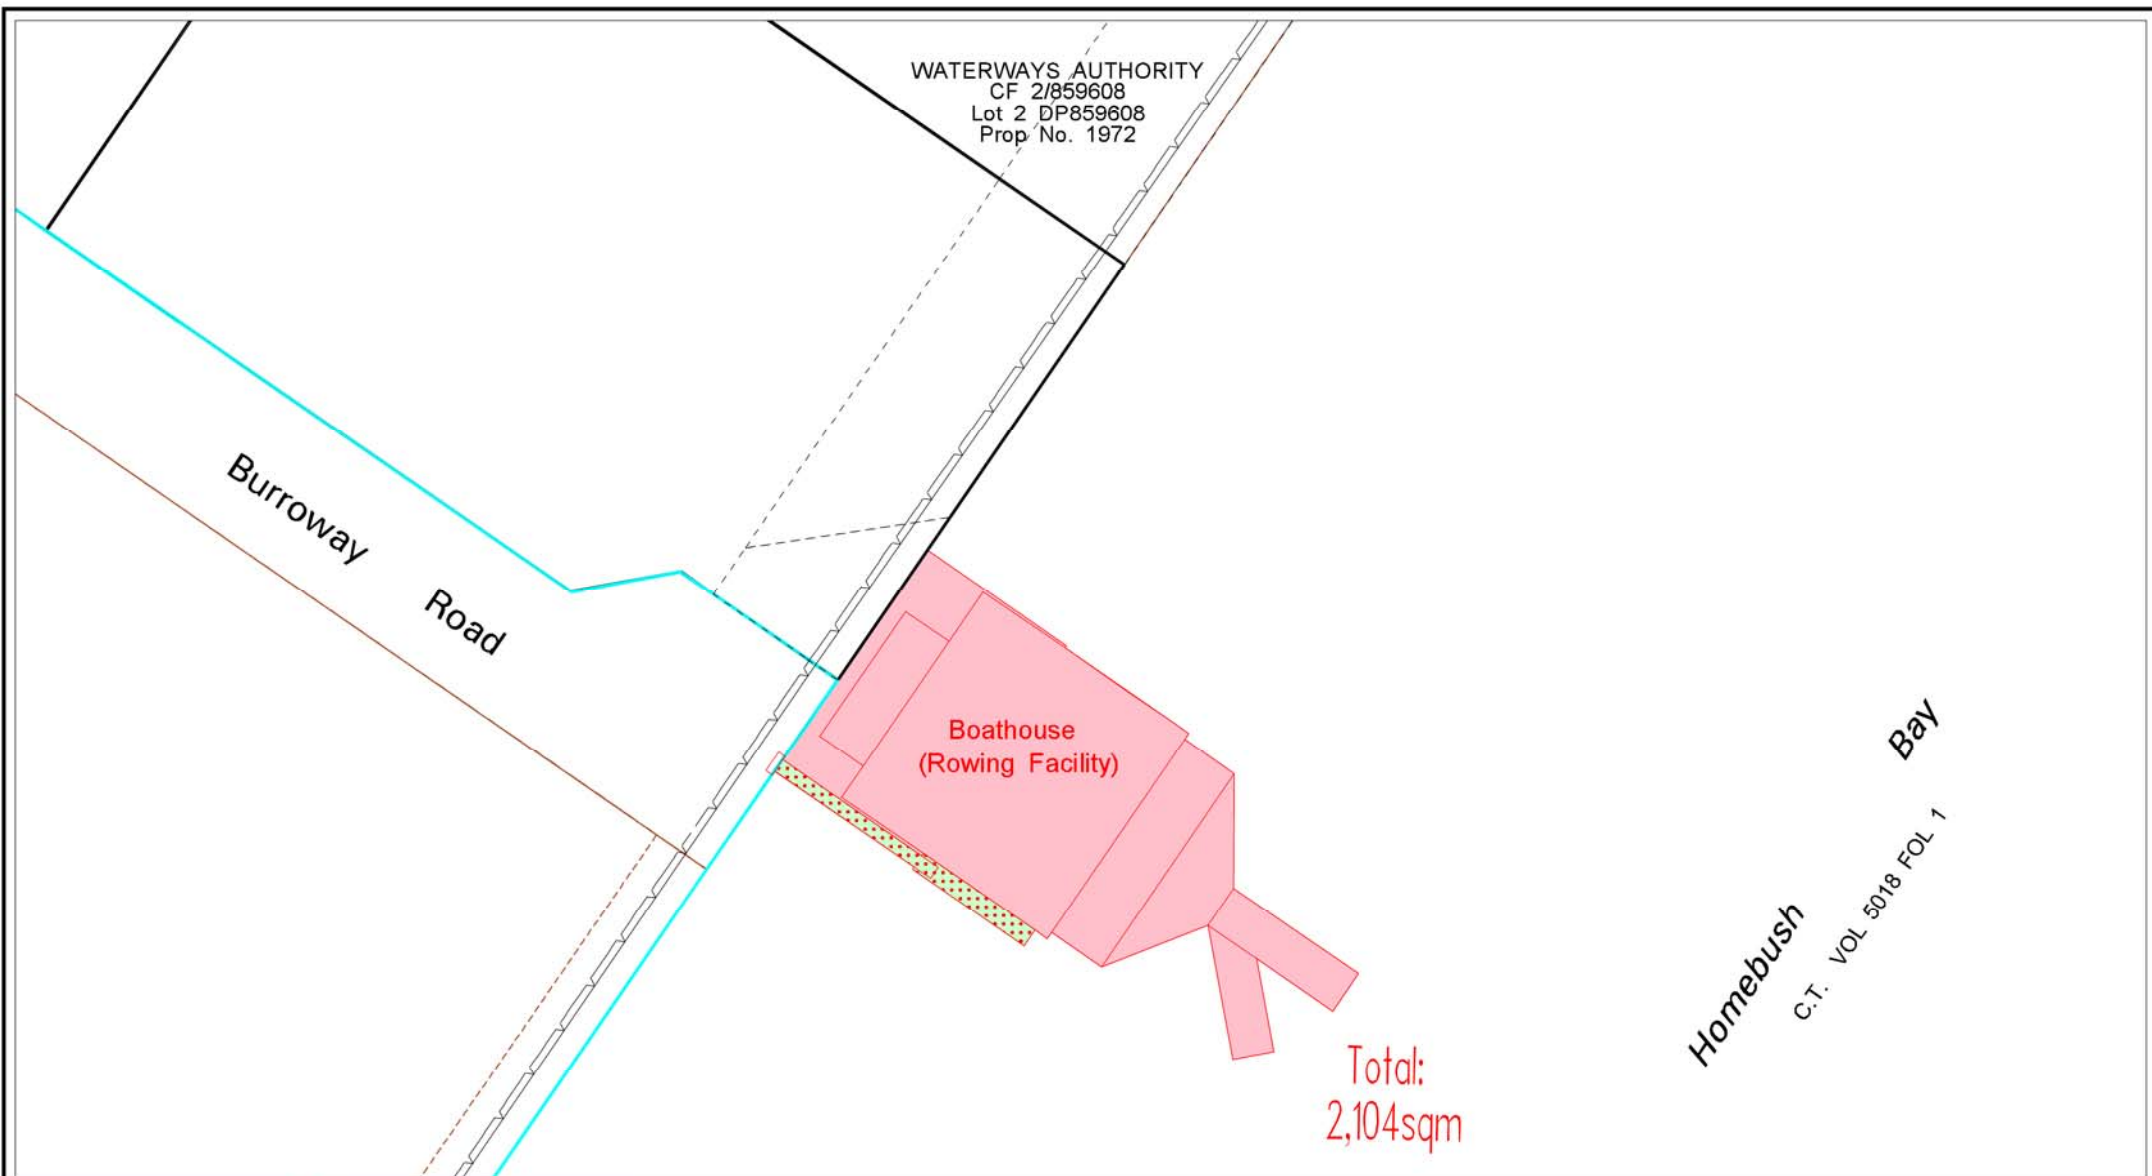 WATERWAYS AUTHORITY
CF 2/859608
Lot 2 DP859608
Prop No. 1972
Burroway
Road
Boathouse
(Rowing Facility)
Homebush Bay
C.T. VOL 5018 FOL 1
Total:
2,104sqm